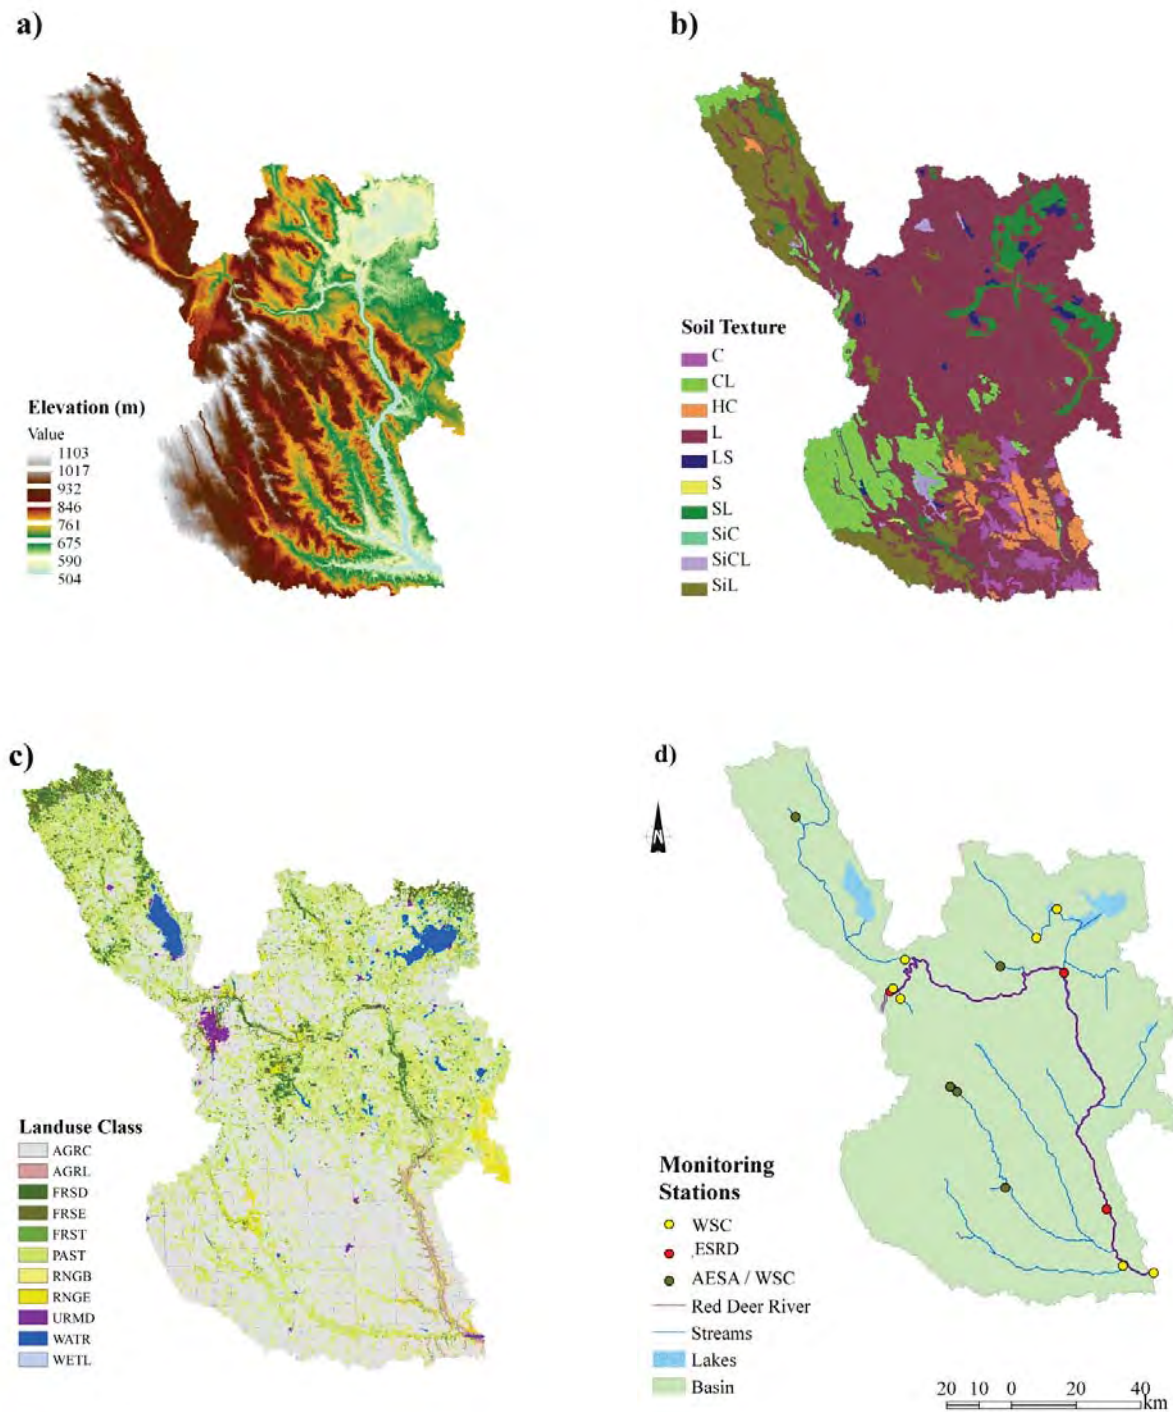 a)
Elevation (m)
Value
1103
1017
932
846
761
675
590
504
b)
Soil Texture
C
CL
HC
L
LS
S
SL
SiC
SiCL
SiL
c)
Landuse Class
AGRC
AGRL
FRSD
FRSE
FRST
PAST
RNGB
RNGE
URMD
WATR
WETL
d)
N
Monitoring
Stations
WSC
ESRD
AESA / WSC
Red Deer River
Streams
Lakes
Basin
20 10 0 20 40
km